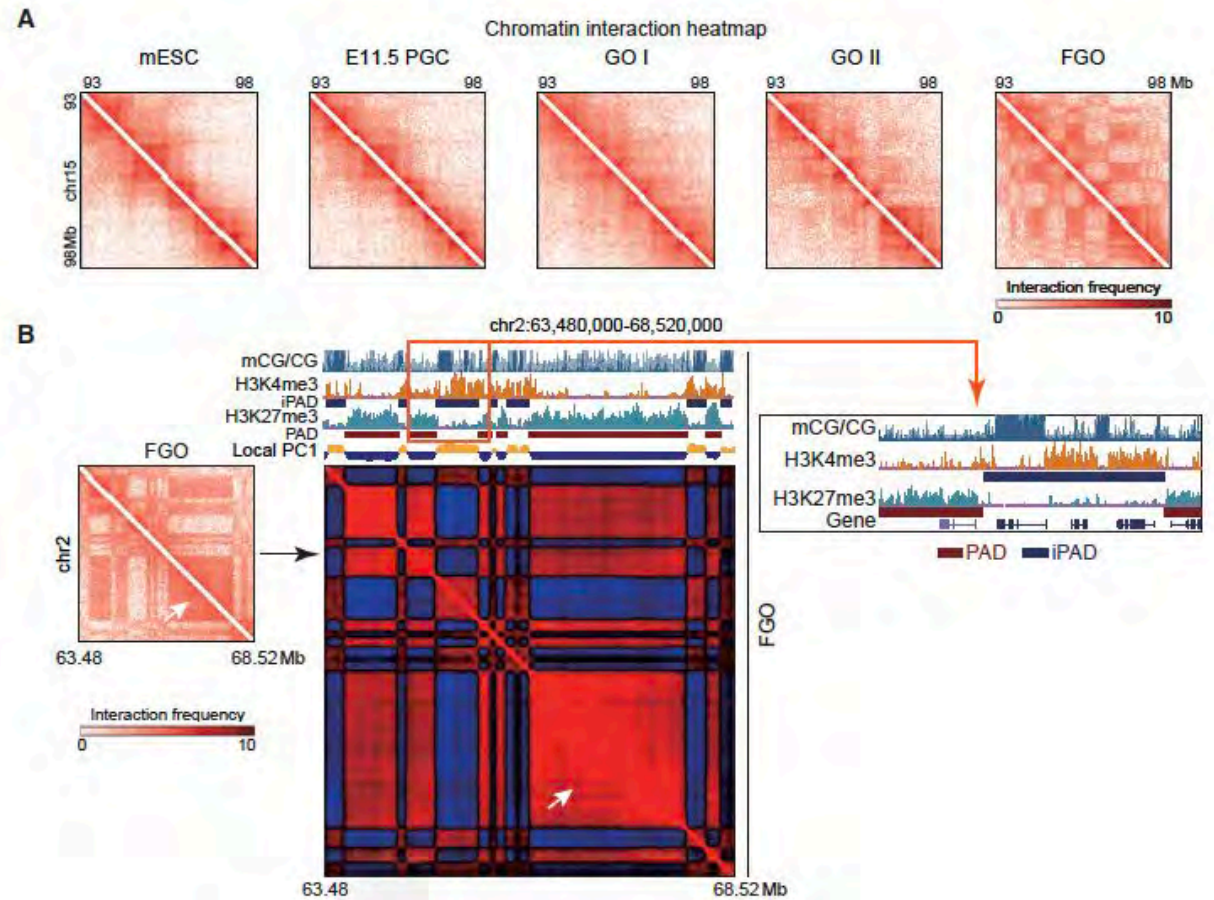 A
Chromatin interaction heatmap
mESC
E11.5 PGC
GO I
GO II
FGO
93 98
93 98
93 98
93 98
93 98 Mb
93
chr15
98Mb
Interaction frequency
0 10
B
chr2:63,480,000-68,520,000
mCG/CG
H3K4me3
iPAD
H3K27me3
PAD
Local PC1
mCG/CG
H3K4me3
H3K27me3
Gene
PAD iPAD
FGO
chr2
63.48 68.52 Mb
Interaction frequency
0 10
FGO
63.48 68.52 Mb